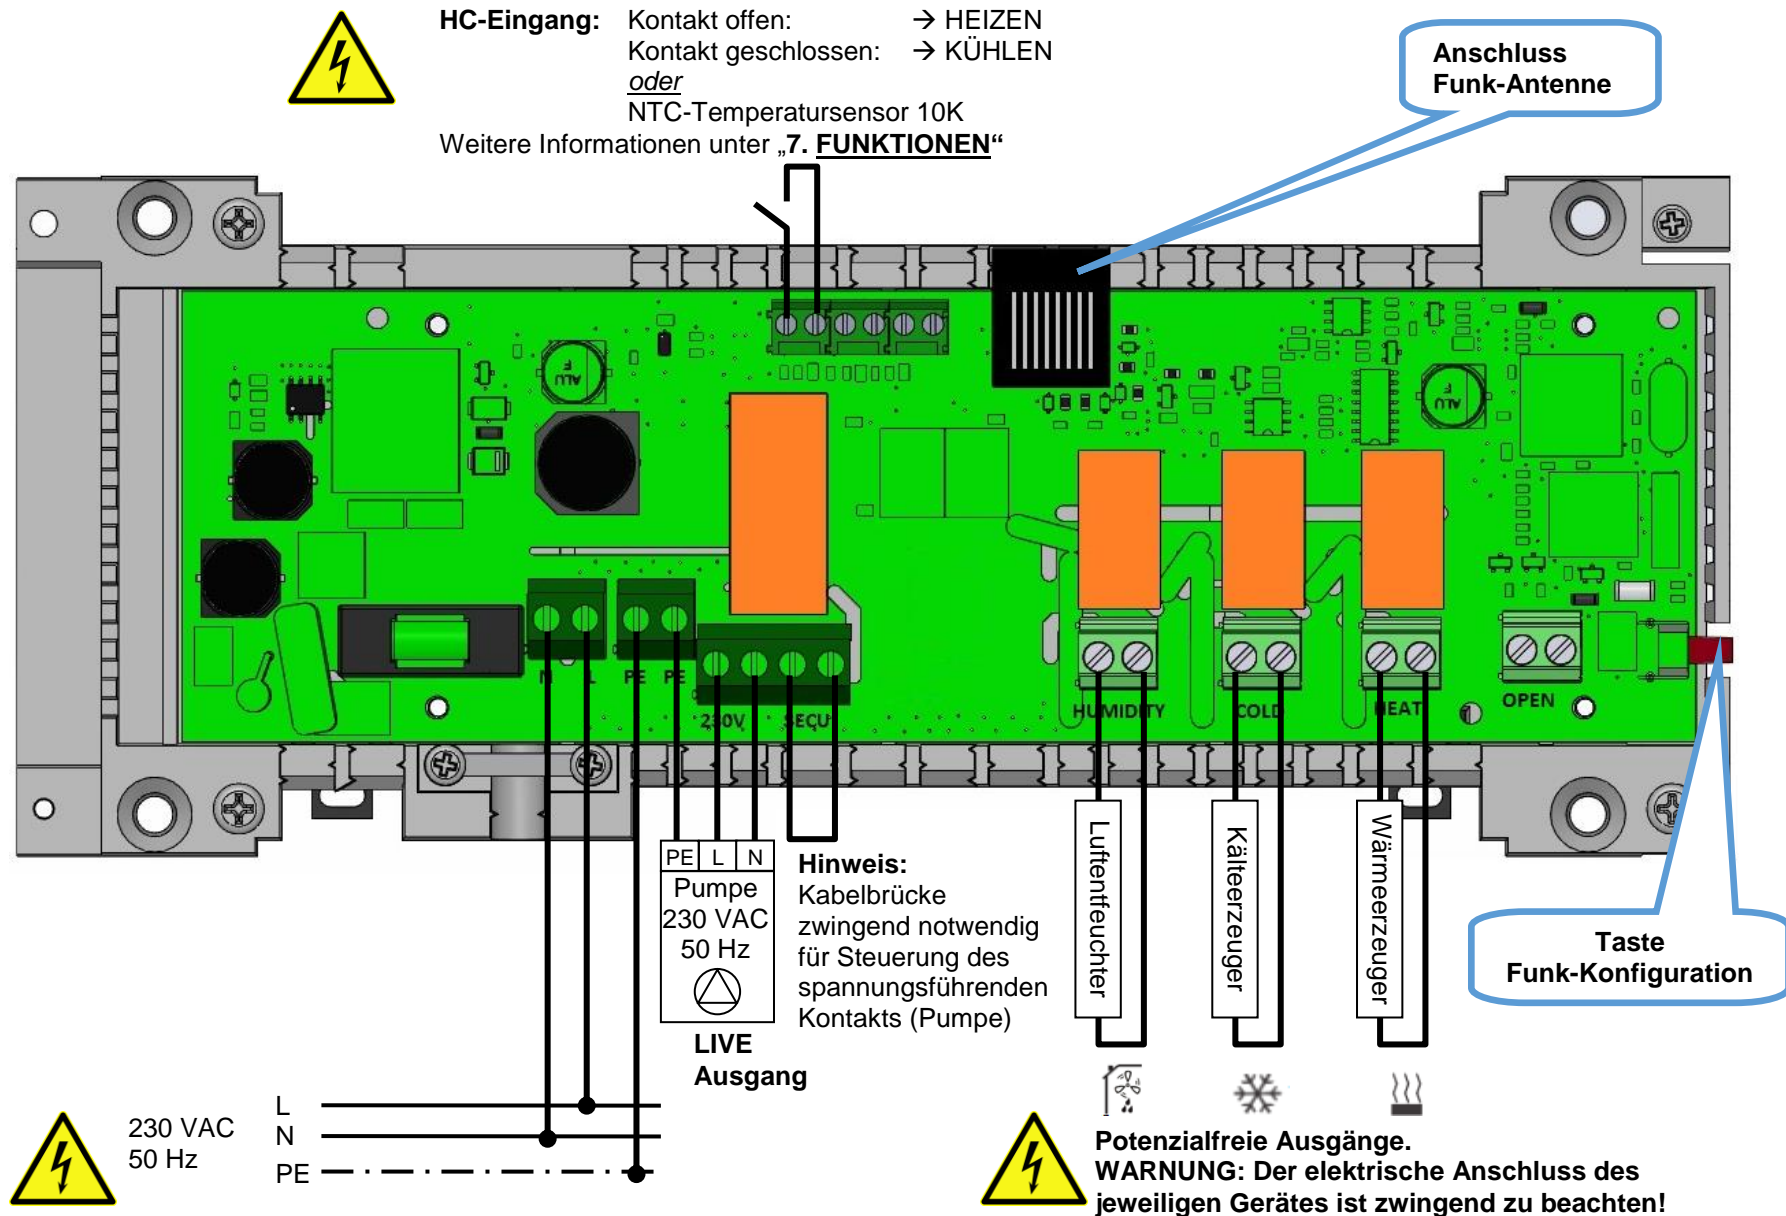 HC-Eingang: Kontakt offen: → HEIZEN
Kontakt geschlossen: → KÜHLEN
oder
NTC-Temperatursensor 10K
Weitere Informationen unter „7. FUNKTIONEN“
Anschluss
Funk-Antenne
ALU
F
ALU
F
N L PE PE
230V SECU
HUMIDITY COLD HEAT OPEN
PE L N
Pumpe
230 VAC
50 Hz
LIVE
Ausgang
Hinweis:
Kabelbrücke
zwingend notwendig
für Steuerung des
spannungsführenden
Kontakts (Pumpe)
Luftentfeuchter
Kälteerzeuger
Wärmeerzeuger
Taste
Funk-Konfiguration
230 VAC
50 Hz
L
N
PE
Potenzialfreie Ausgänge.
WARNUNG: Der elektrische Anschluss des
jeweiligen Gerätes ist zwingend zu beachten!